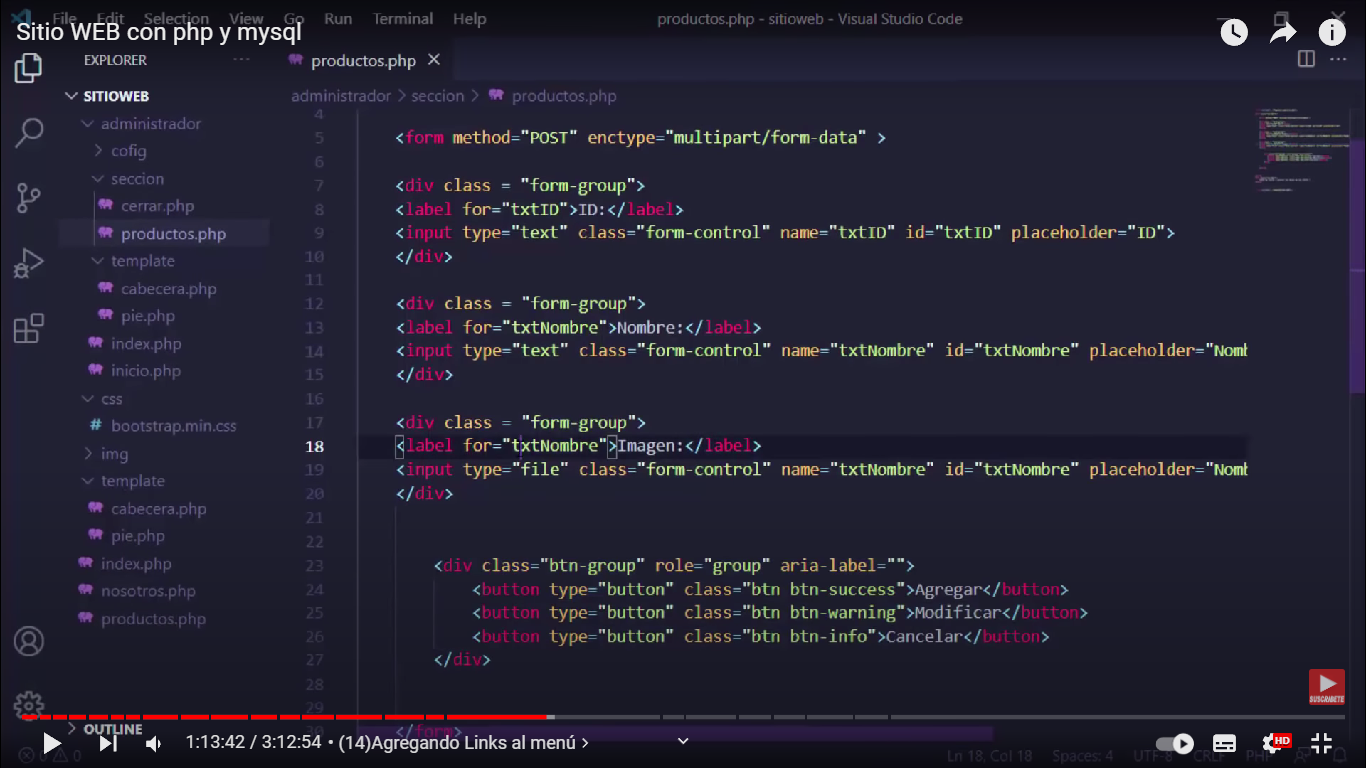 File Edit Selection View Go Run Terminal Help productos.php - sitioweb - Visual Studio Code
Sitio WEB con php y mysql
EXPLORER
productos.php
SITIOWEB
administrador
cofig
seccion
cerrar.php
productos.php
template
cabecera.php
pie.php
index.php
inicio.php
css
# bootstrap.min.css
img
template
cabecera.php
pie.php
index.php
nosotros.php
productos.php
OUTLINE
administrador > seccion > productos.php
4
5 <form method="POST" enctype="multipart/form-data" >
6
7 <div class = "form-group">
8 <label for="txtID">ID:</label>
9 <input type="text" class="form-control" name="txtID" id="txtID" placeholder="ID">
10 </div>
11
12 <div class = "form-group">
13 <label for="txtNombre">Nombre:</label>
14 <input type="text" class="form-control" name="txtNombre" id="txtNombre" placeholder="Nomb
15 </div>
16
17 <div class = "form-group">
18 <label for="txtNombre">Imagen:</label>
19 <input type="file" class="form-control" name="txtNombre" id="txtNombre" placeholder="Nomb
20 </div>
21
22
23 <div class="btn-group" role="group" aria-label="">
24 <button type="button" class="btn btn-success">Agregar</button>
25 <button type="button" class="btn btn-warning">Modificar</button>
26 <button type="button" class="btn btn-info">Cancelar</button>
27 </div>
28
29
30 </form>
SUSCRIBETE
1:13:42 / 3:12:54 • (14)Agregando Links al menú >
HD
0 0 Ln 18, Col 18 Spaces: 4 UTF-8 CRLF PHP